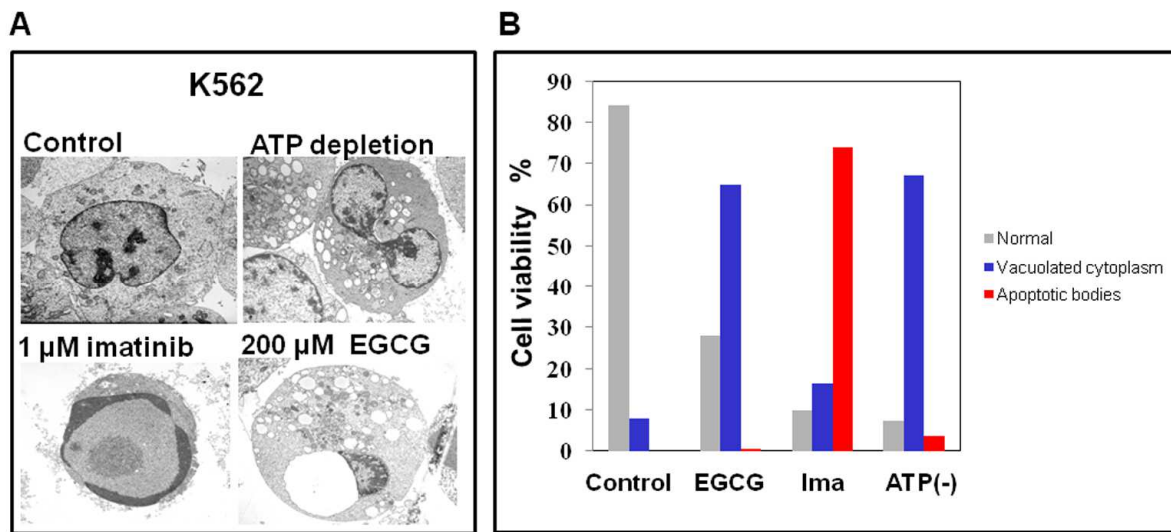 A
K562
Control
ATP depletion
1 µM imatinib
200 µM EGCG
B
Cell viability %
90
80
70
60
50
40
30
20
10
0
Control EGCG Ima ATP(-)
Normal
Vacuolated cytoplasm
Apoptotic bodies